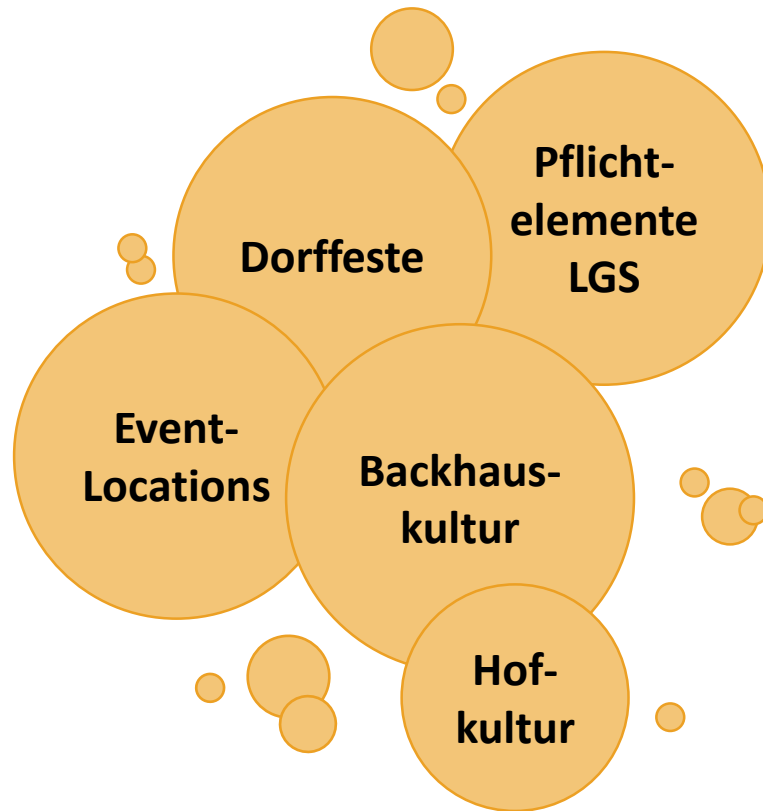 Pflicht-
elemente
LGS
Dorffeste
Event-
Locations
Backhaus-
kultur
Hof-
kultur